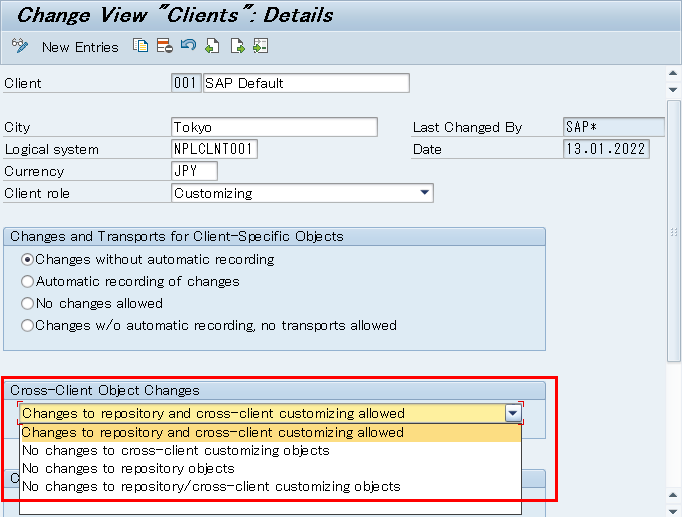 Change View "Clients": Details
New Entries
Client 001 SAP Default
City Tokyo Last Changed By SAP*
Logical system NPLCLNT001 Date 13.01.2022
Currency JPY
Client role Customizing
Changes and Transports for Client-Specific Objects
Changes without automatic recording
Automatic recording of changes
No changes allowed
Changes w/o automatic recording, no transports allowed
Cross-Client Object Changes
Changes to repository and cross-client customizing allowed
Changes to repository and cross-client customizing allowed
No changes to cross-client customizing objects
No changes to repository objects
No changes to repository/cross-client customizing objects